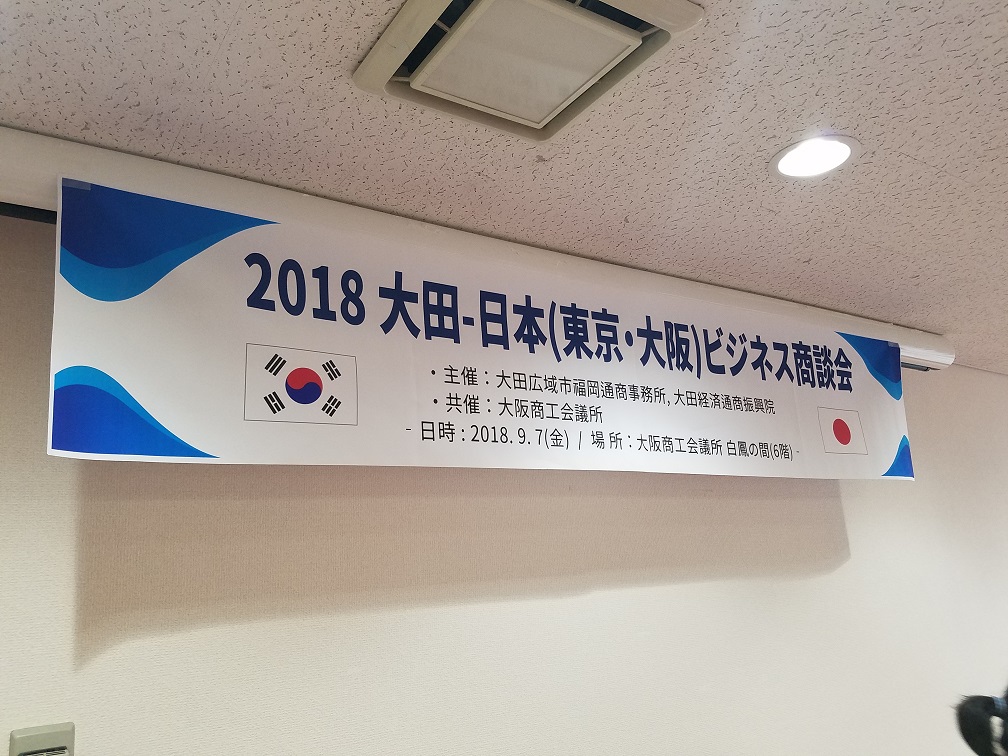 2018 大田-日本(東京・大阪)ビジネス商談会
・主催：大田広域市福岡通商事務所, 大田経済通商振興院
・共催：大阪商工会議所
- 日時 : 2018. 9. 7(金) / 場 所：大阪商工会議所 白鳳の間(6階) -